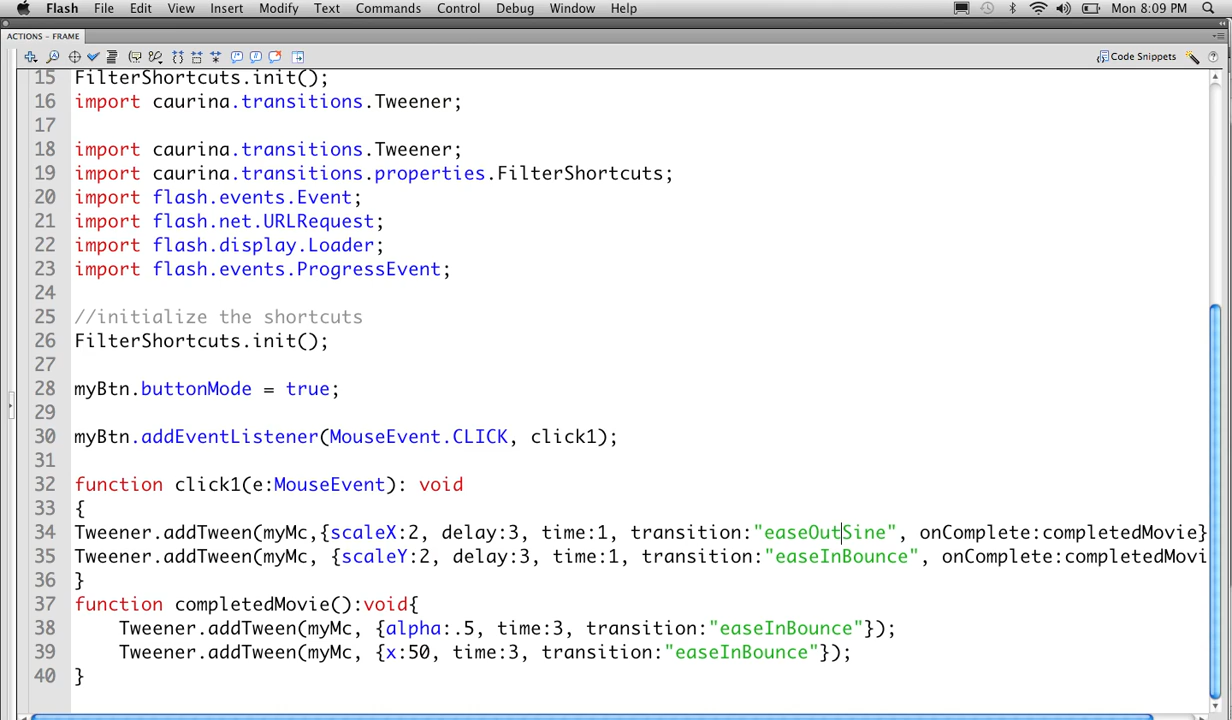 Flash File Edit View Insert Modify Text Commands Control Debug Window Help Mon 8:09 PM
ACTIONS – FRAME
Code Snippets
15 FilterShortcuts.init();
16 import caurina.transitions.Tweener;
17
18 import caurina.transitions.Tweener;
19 import caurina.transitions.properties.FilterShortcuts;
20 import flash.events.Event;
21 import flash.net.URLRequest;
22 import flash.display.Loader;
23 import flash.events.ProgressEvent;
24
25 //initialize the shortcuts
26 FilterShortcuts.init();
27
28 myBtn.buttonMode = true;
29
30 myBtn.addEventListener(MouseEvent.CLICK, click1);
31
32 function click1(e:MouseEvent): void
33 {
34 Tweener.addTween(myMc,{scaleX:2, delay:3, time:1, transition:"easeOutSine", onComplete:completedMovie}
35 Tweener.addTween(myMc, {scaleY:2, delay:3, time:1, transition:"easeInBounce", onComplete:completedMovi
36 }
37 function completedMovie():void{
38 Tweener.addTween(myMc, {alpha:.5, time:3, transition:"easeInBounce"});
39 Tweener.addTween(myMc, {x:50, time:3, transition:"easeInBounce"});
40 }